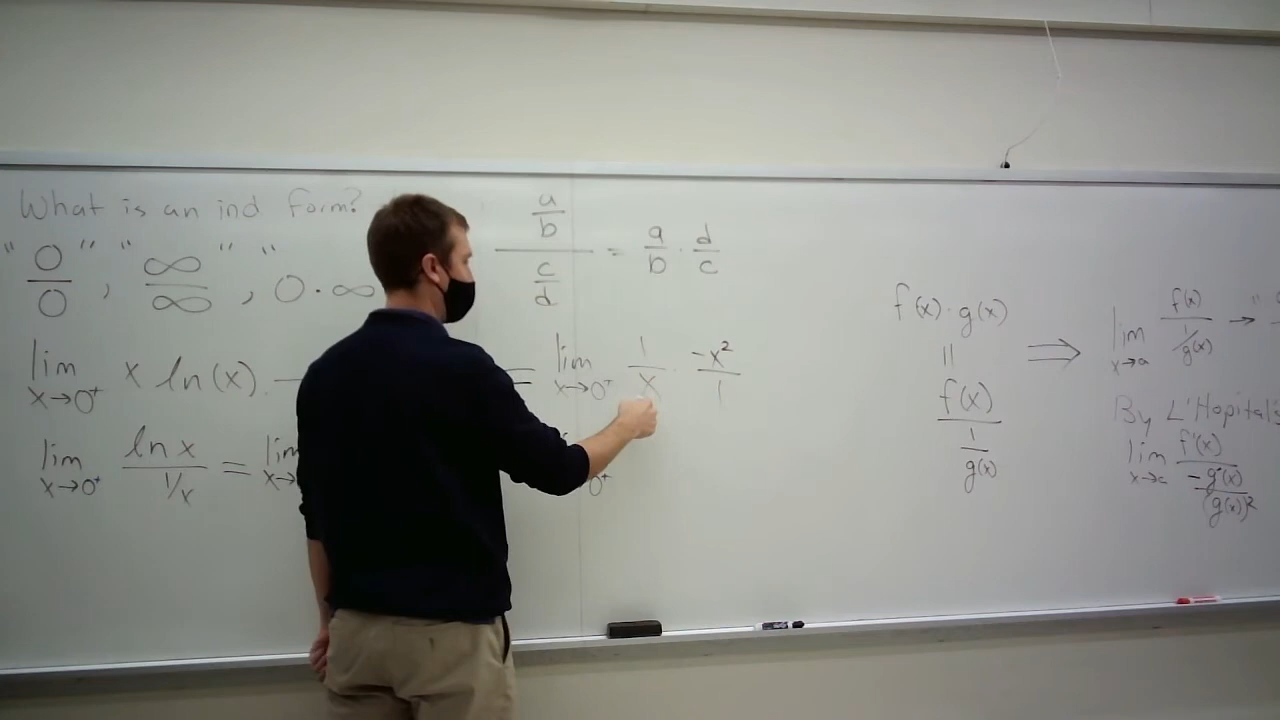 What is an ind form?
"0/0", "∞/∞", "0·∞
lim x→0⁺ x ln(x)
lim x→0⁺ ln x / 1/x = lim x→0
a/b / c/d = a/b · d/c
= lim x→0⁺ 1/x · -x²/1
0⁺
f(x)·g(x)
||
f(x) / 1/g(x)
⟹ lim x→a f(x) / 1/g(x) → "
By L'Hopital's
lim x→a f'(x) / -g'(x)/(g(x))²